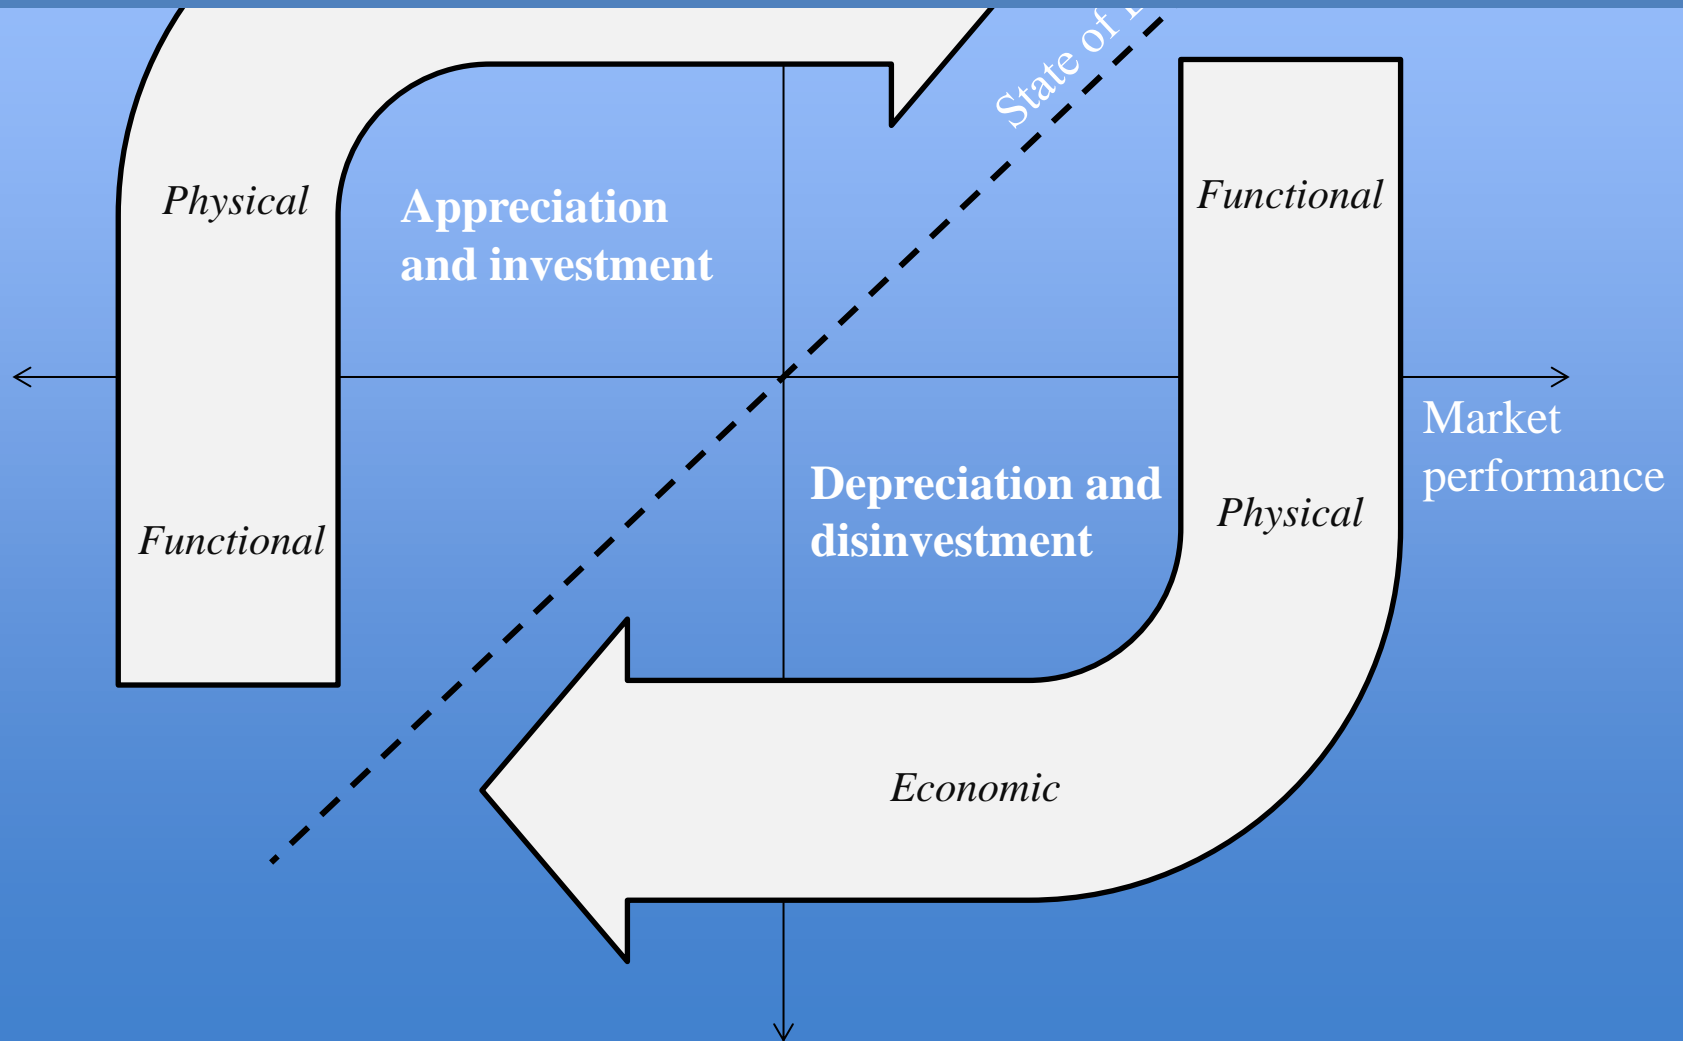 State of
Physical
Appreciation
and investment
Functional
Market
performance
Depreciation and
disinvestment
Physical
Functional
Economic